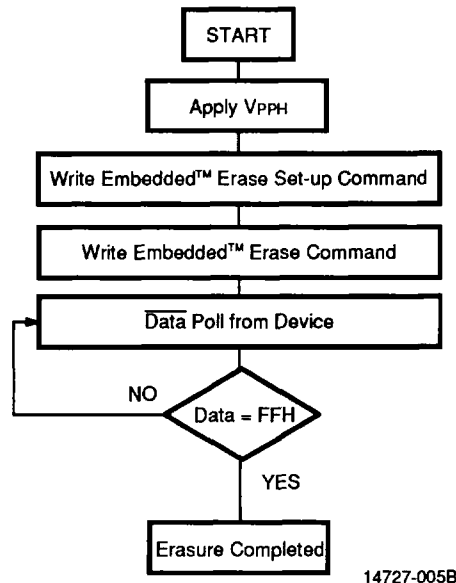 START
Apply VPPH
Write Embedded™ Erase Set-up Command
Write Embedded™ Erase Command
Data Poll from Device
NO
Data = FFH
YES
Erasure Completed
14727-005B